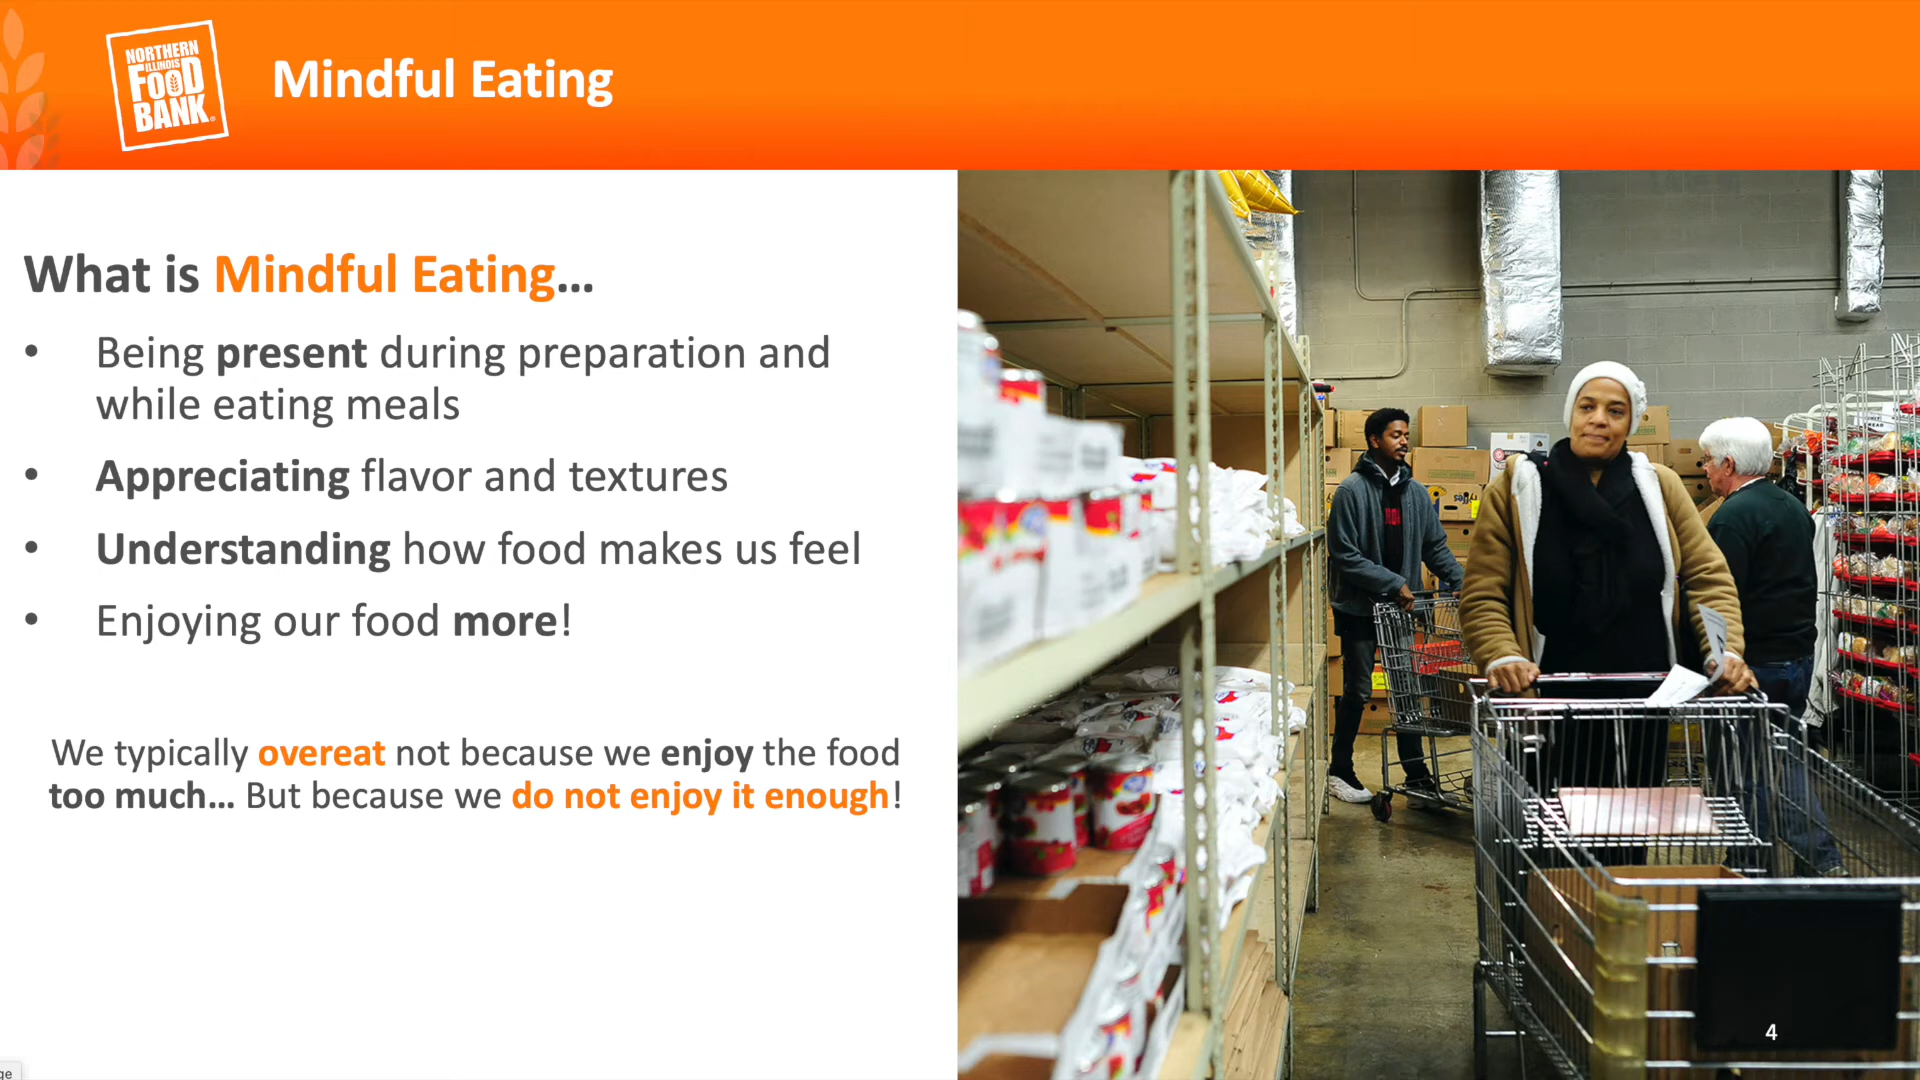 NORTHERN
ILLINOIS
FOOD
BANK®
Mindful Eating
What is Mindful Eating...
• Being present during preparation and
while eating meals
• Appreciating flavor and textures
• Understanding how food makes us feel
• Enjoying our food more!
We typically overeat not because we enjoy the food
too much... But because we do not enjoy it enough!
4
ge